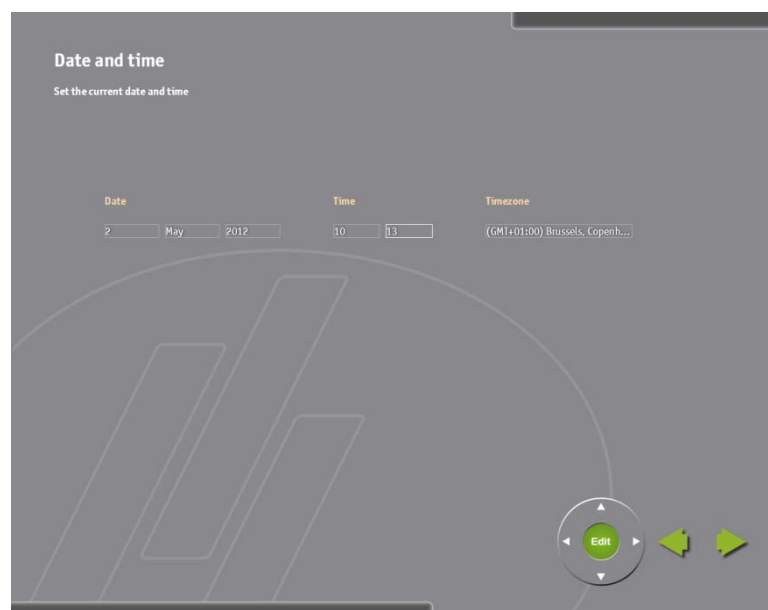 Date and time
Set the current date and time
Date Time Timezone
2 May 2012 10 13 (GMT+01:00) Brussels, Copenh...
Edit